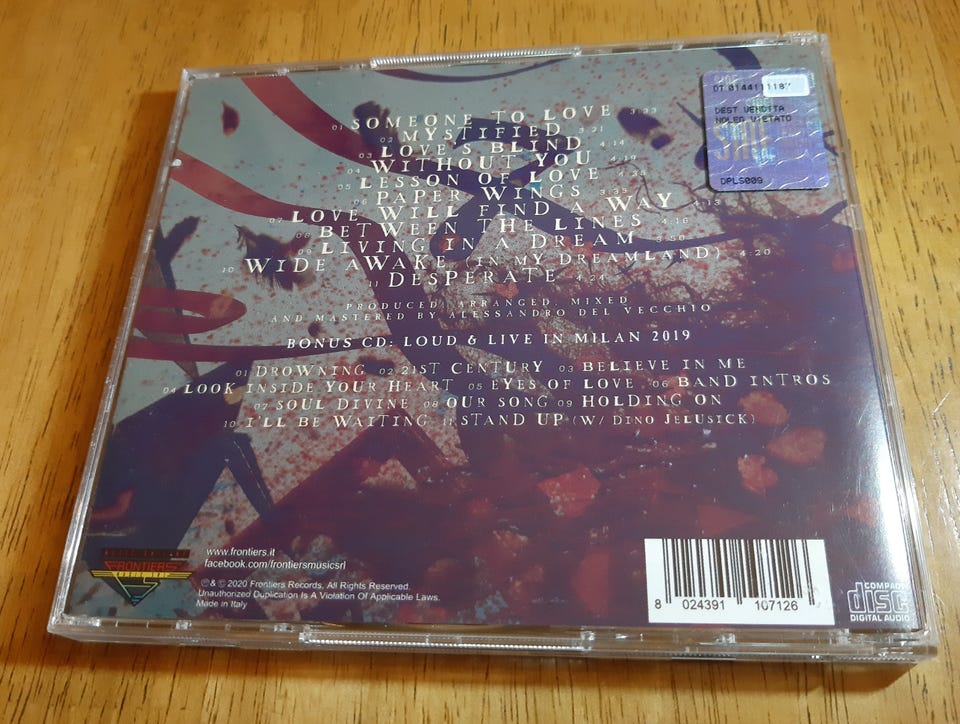 01 SOMEONE TO LOVE 3:33
02 MYSTIFIED 3:21
03 LOVE'S BLIND 4:14
04 WITHOUT YOU 4:19
05 LESSON OF LOVE 4:35
06 PAPER WINGS 3:39
07 LOVE WILL FIND A WAY 4:13
08 BETWEEN THE LINES 4:16
09 LIVING IN A DREAM 3:50
10 WIDE AWAKE (IN MY DREAMLAND) 4:20
11 DESPERATE 4:24
PRODUCED, ARRANGED, MIXED
AND MASTERED BY ALESSANDRO DEL VECCHIO
BONUS CD: LOUD & LIVE IN MILAN 2019
01 DROWNING 02 21ST CENTURY 03 BELIEVE IN ME
04 LOOK INSIDE YOUR HEART 05 EYES OF LOVE 06 BAND INTROS
07 SOUL DIVINE 08 OUR SONG 09 HOLDING ON
10 I'LL BE WAITING 11 STAND UP (W/ DINO JELUSICK)
DEST VENDITA
NOLEG VIETATO
SIAE
DPLS009
FRONTIERS
www.frontiers.it
facebook.com/frontiersmusicsrl
℗ & © 2020 Frontiers Records. All Rights Reserved.
Unauthorized Duplication Is A Violation Of Applicable Laws.
Made in Italy
8 024391 107126
COMPACT
disc
DIGITAL AUDIO